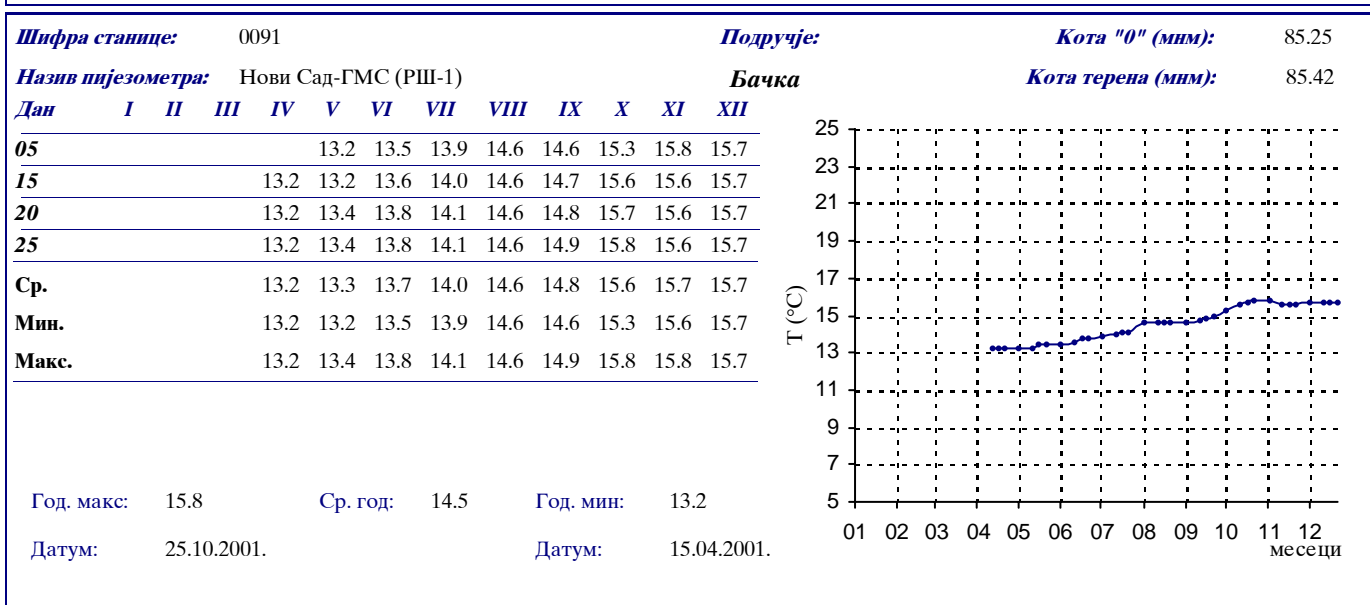 Шифра станице: 0091 Подручје: Кота "0" (мнм): 85.25
Назив пијезометра: Нови Сад-ГМС (РШ-1) Бачка Кота терена (мнм): 85.42
Дан I II III IV V VI VII VIII IX X XI XII
05 13.2 13.5 13.9 14.6 14.6 15.3 15.8 15.7
15 13.2 13.2 13.6 14.0 14.6 14.7 15.6 15.6 15.7
20 13.2 13.4 13.8 14.1 14.6 14.8 15.7 15.6 15.7
25 13.2 13.4 13.8 14.1 14.6 14.9 15.8 15.6 15.7
Ср. 13.2 13.3 13.7 14.0 14.6 14.8 15.6 15.7 15.7
Мин. 13.2 13.2 13.5 13.9 14.6 14.6 15.3 15.6 15.7
Макс. 13.2 13.4 13.8 14.1 14.6 14.9 15.8 15.8 15.7
Год. макс: 15.8 Ср. год: 14.5 Год. мин: 13.2
Датум: 25.10.2001. Датум: 15.04.2001.
25
23
21
19
17
15
13
11
9
7
5
T (°C)
01 02 03 04 05 06 07 08 09 10 11 12
месеци